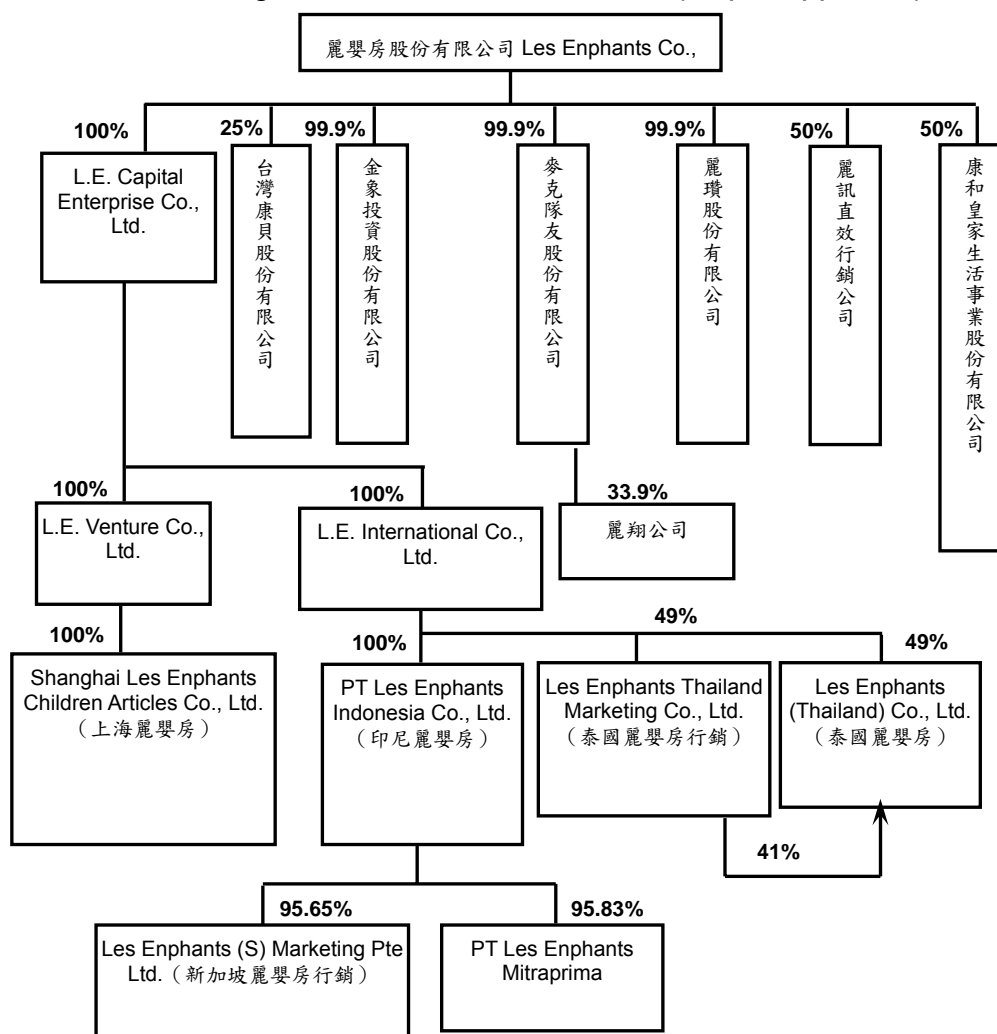 麗嬰房股份有限公司 Les Enphants Co.,
100%
25%
99.9%
99.9%
99.9%
50%
50%
L.E. Capital
Enterprise Co.,
Ltd.
台灣康貝股份有限公司
金象投資股份有限公司
麥克隊友股份有限公司
麗瓚股份有限公司
麗訊直效行銷公司
康和皇家生活事業股份有限公司
100%
100%
33.9%
L.E. Venture Co.,
Ltd.
L.E. International Co.,
Ltd.
麗翔公司
100%
100%
49%
49%
Shanghai Les Enphants
Children Articles Co., Ltd.
（上海麗嬰房）
PT Les Enphants
Indonesia Co., Ltd.
（印尼麗嬰房）
Les Enphants Thailand
Marketing Co., Ltd.
（泰國麗嬰房行銷）
Les Enphants
(Thailand) Co., Ltd.
（泰國麗嬰房）
41%
95.65%
95.83%
Les Enphants (S) Marketing Pte
Ltd.（新加坡麗嬰房行銷）
PT Les Enphants
Mitraprima